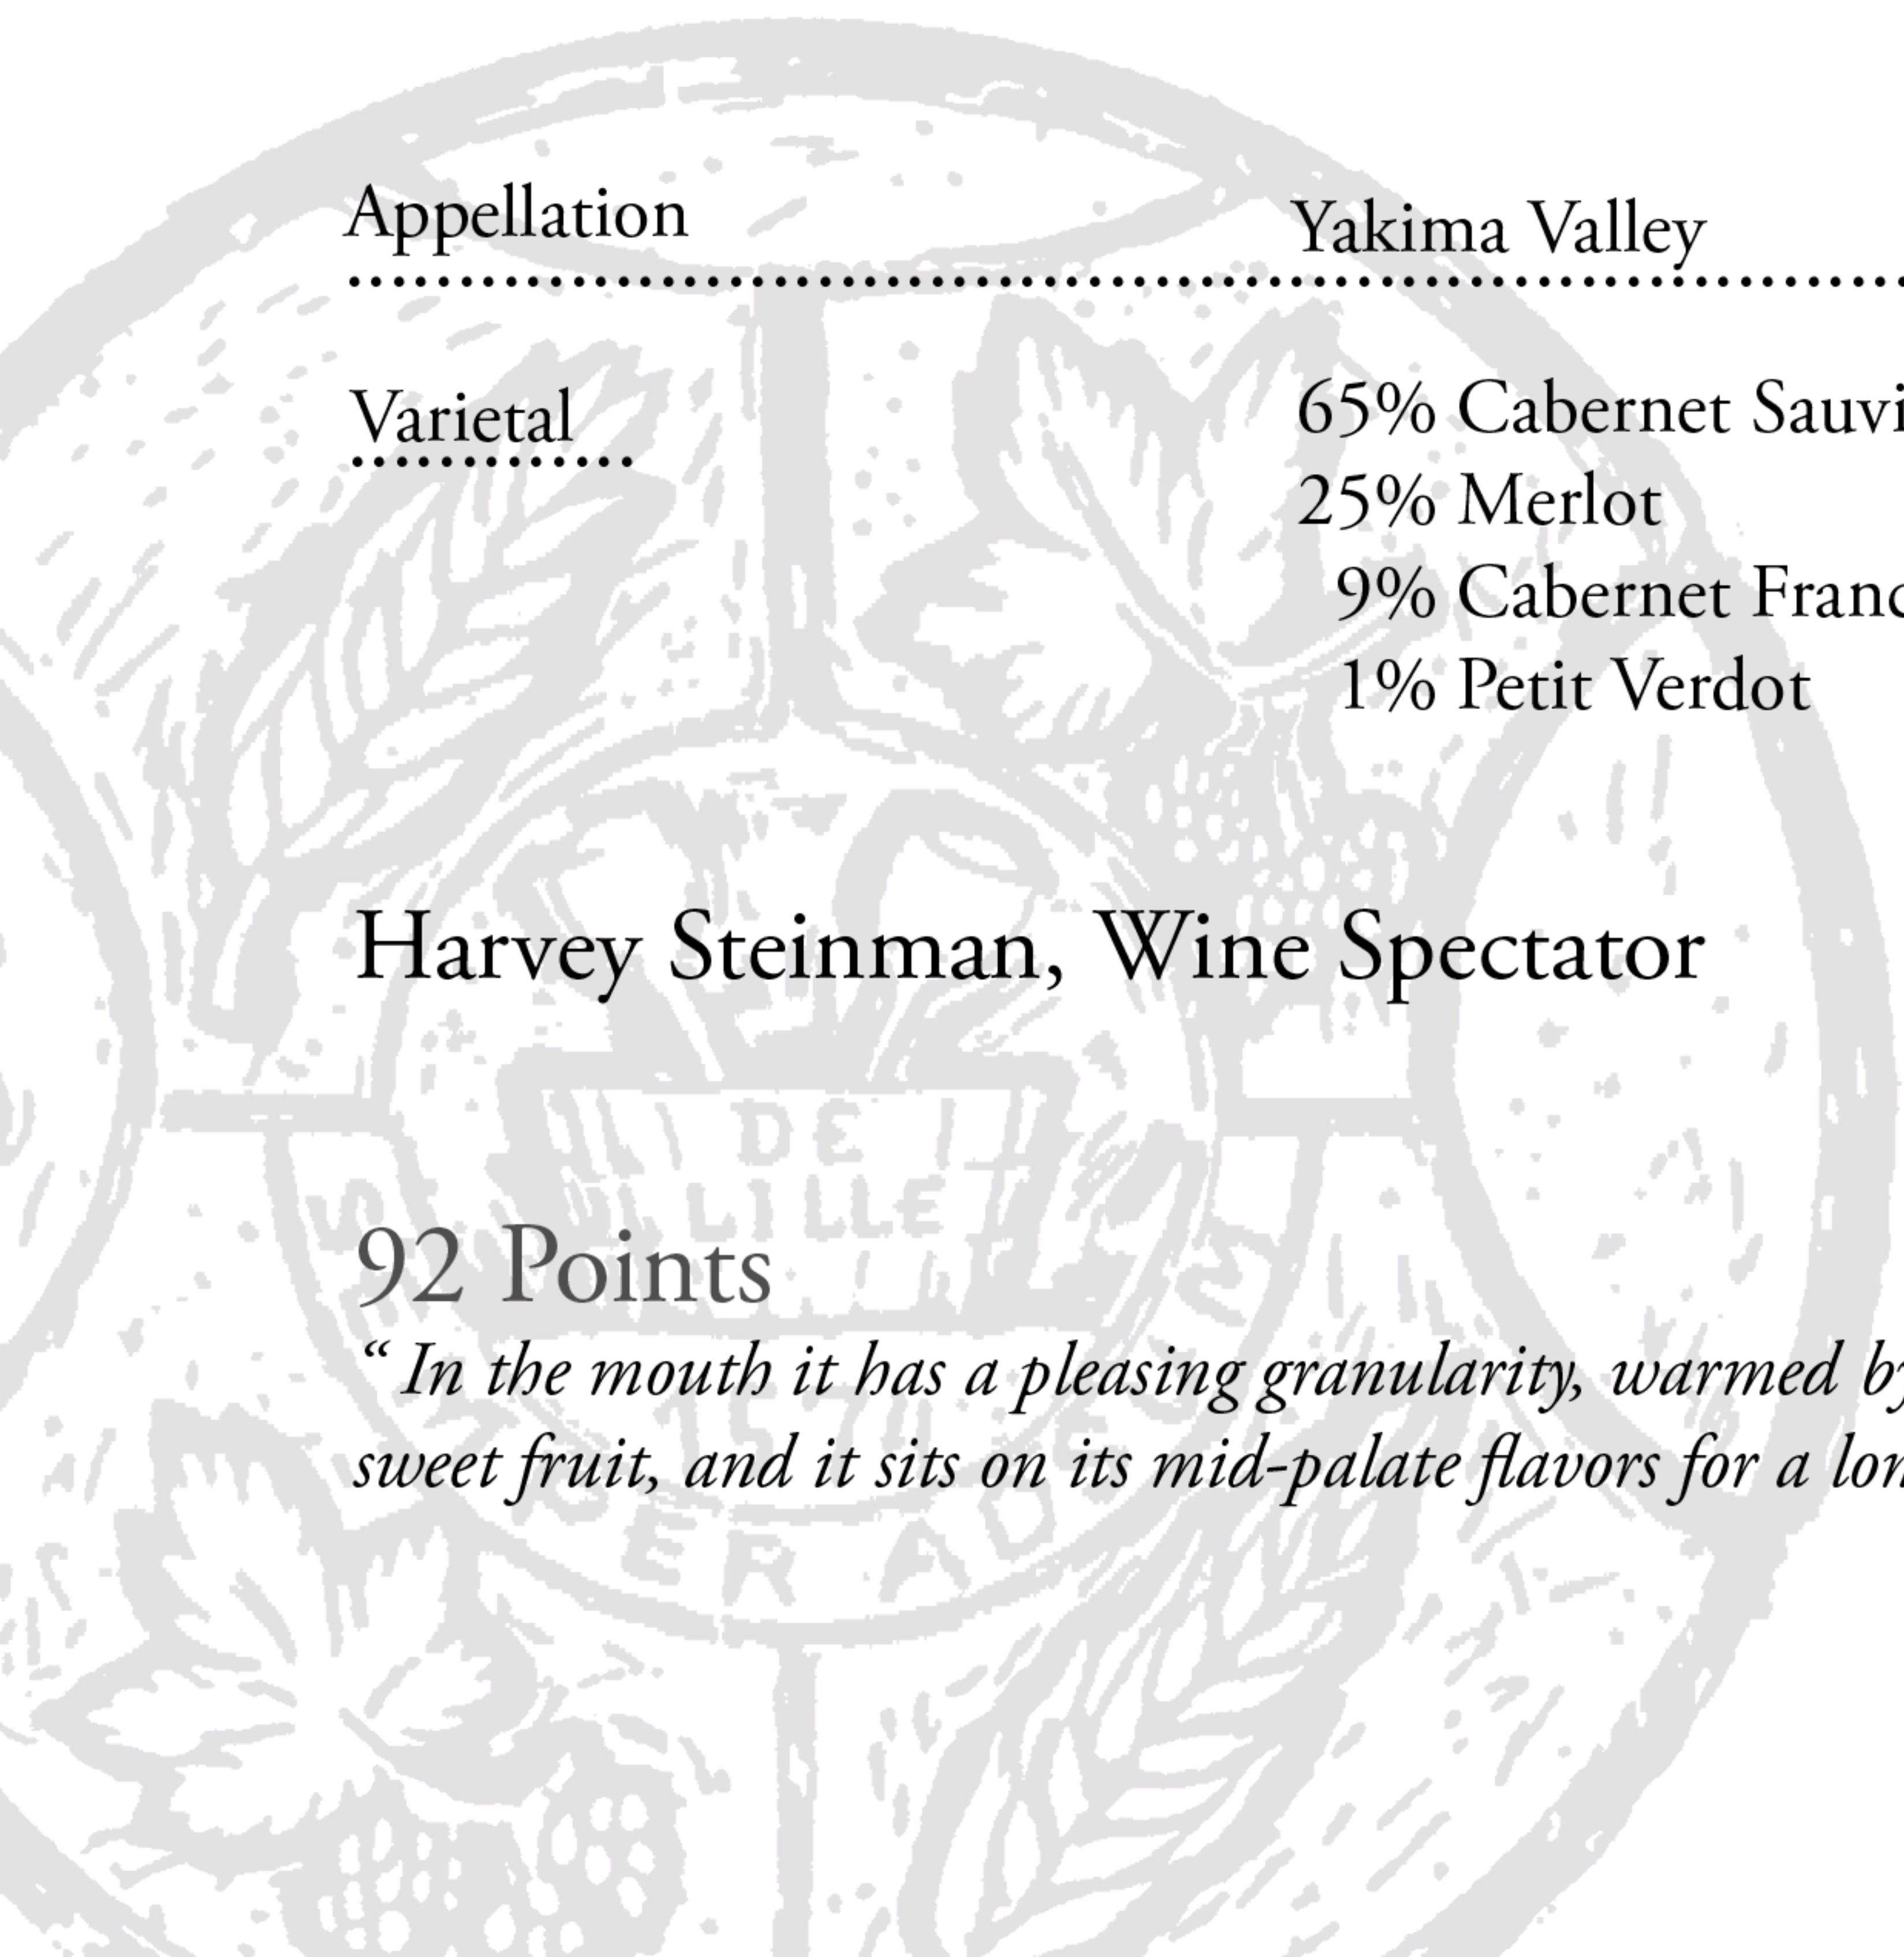 Appellation Yakima Valley
Varietal 65% Cabernet Sauvi
25% Merlot
9% Cabernet Franc
1% Petit Verdot
Harvey Steinman, Wine Spectator
DE
LILLE
92 Points
“ In the mouth it has a pleasing granularity, warmed by
sweet fruit, and it sits on its mid-palate flavors for a lon